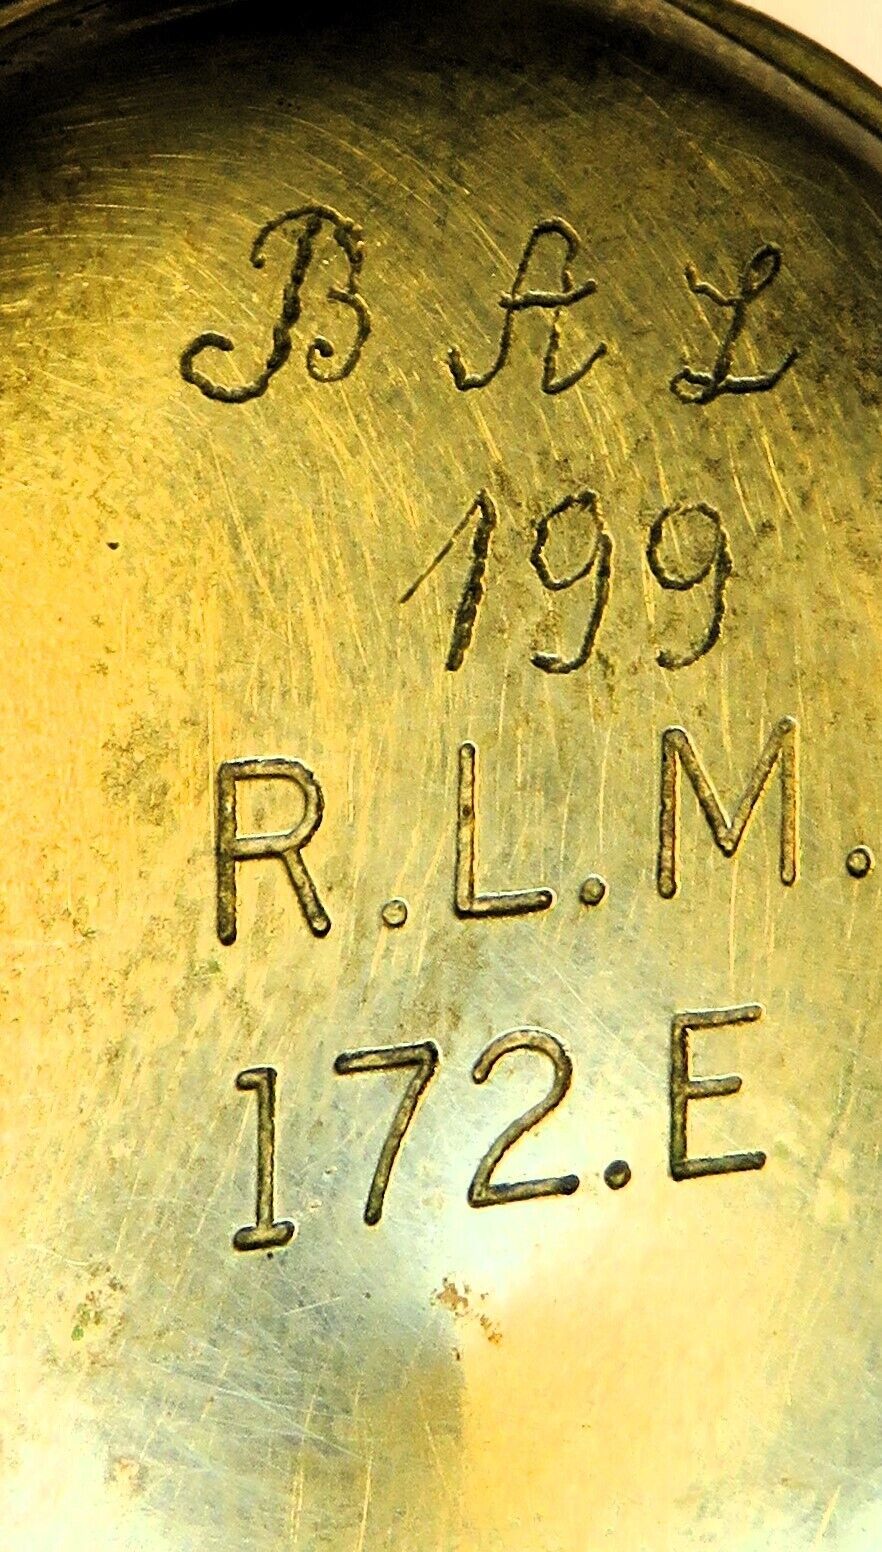 B A L
199
R.L.M.
172.E